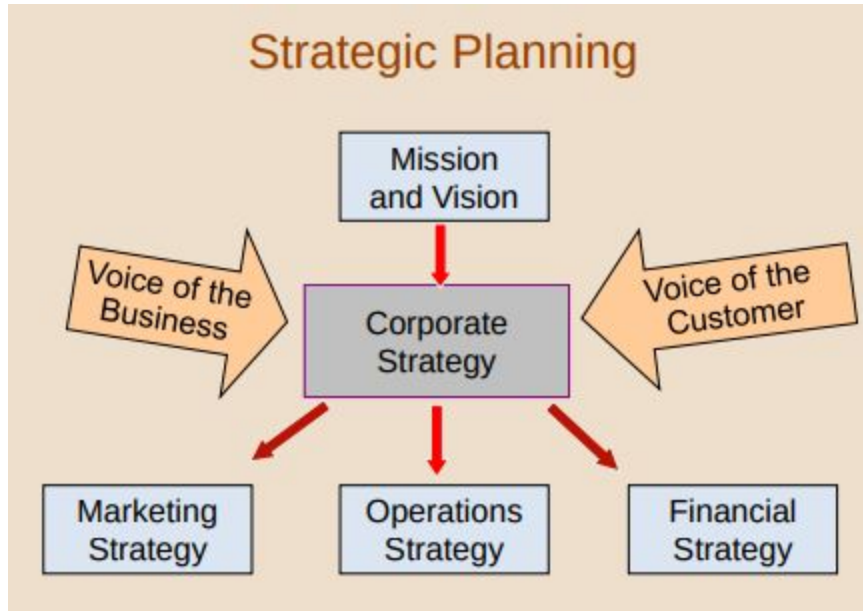 Strategic Planning
Mission
and Vision
Voice of the
Business
Corporate
Strategy
Voice of the
Customer
Marketing
Strategy
Operations
Strategy
Financial
Strategy